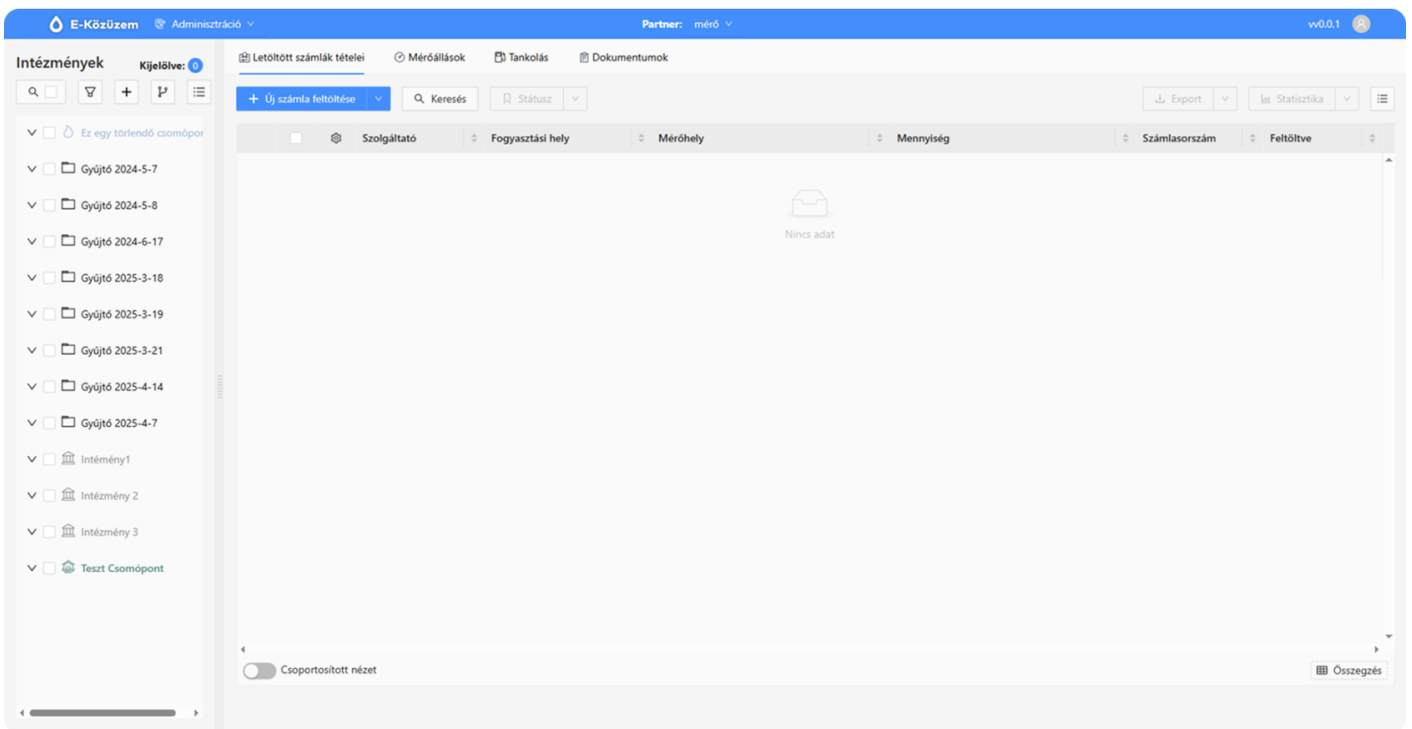 E-Közüzem Adminisztráció Partner: mérő vv0.0.1
Intézmények Kijelölve: 0
Letöltött számlák tételei Mérőállások Tankolás Dokumentumok
Új számla feltöltése Keresés Státusz Export Statisztika
Szolgáltató Fogyasztási hely Mérőhely Mennyiség Számlasorszám Feltöltve
Ez egy törlendő csomópor
Gyűjtő 2024-5-7
Gyűjtő 2024-5-8
Gyűjtő 2024-6-17
Gyűjtő 2025-3-18
Gyűjtő 2025-3-19
Gyűjtő 2025-3-21
Gyűjtő 2025-4-14
Gyűjtő 2025-4-7
Intémény1
Intézmény 2
Intézmény 3
Teszt Csomópont
Nincs adat
Csoportosított nézet Összegzés